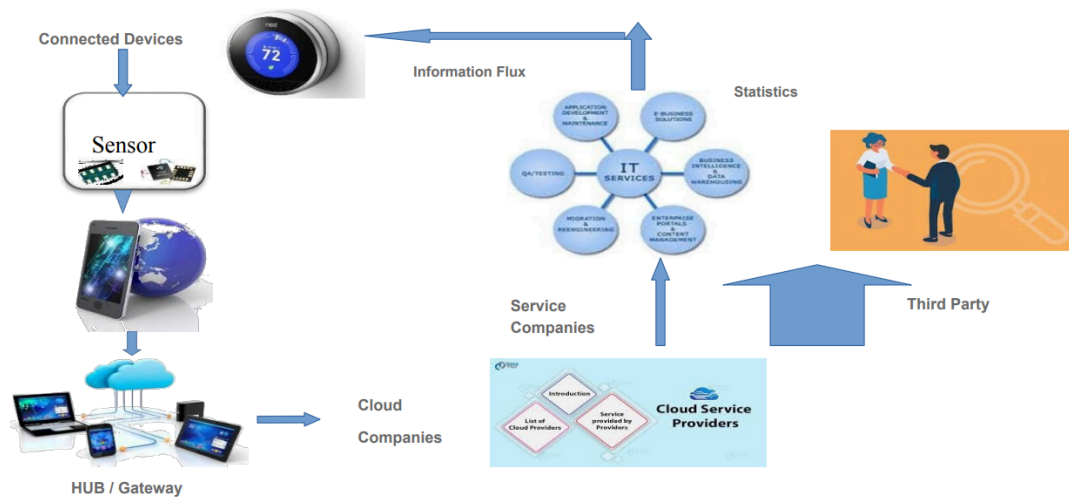 Connected Devices
nest
72
Information Flux
Statistics
Sensor
APPLICATION
DEVELOPMENT
&
MAINTENANCE
E-BUSINESS
SOLUTIONS
QA/TESTING
IT
SERVICES
BUSINESS
INTELLIGENCE
&
DATA
WAREHOUSING
MIGRATION
& REENGINEERING
ENTERPRISE
PORTALS
&
CONTENT
MANAGEMENT
Service
Companies
Third Party
Introduction
List of
Cloud Providers
Service
provided by
Providers
Cloud Service
Providers
Cloud
Companies
HUB / Gateway